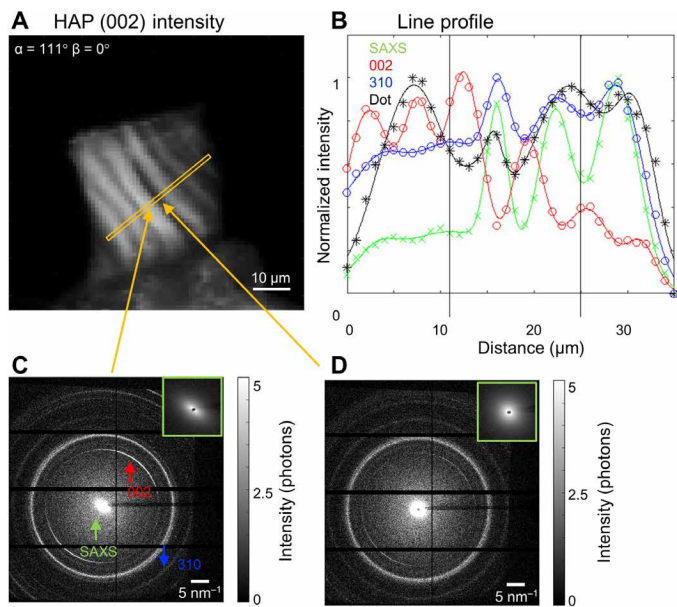 A HAP (002) intensity
α = 111° β = 0°
10 µm
B Line profile
SAXS
002
310
Dot
1
0
Normalized intensity
0 10 20 30
Distance (µm)
C
002
SAXS
310
5 nm⁻¹
5
2.5
0
Intensity (photons)
D
5 nm⁻¹
5
2.5
0
Intensity (photons)